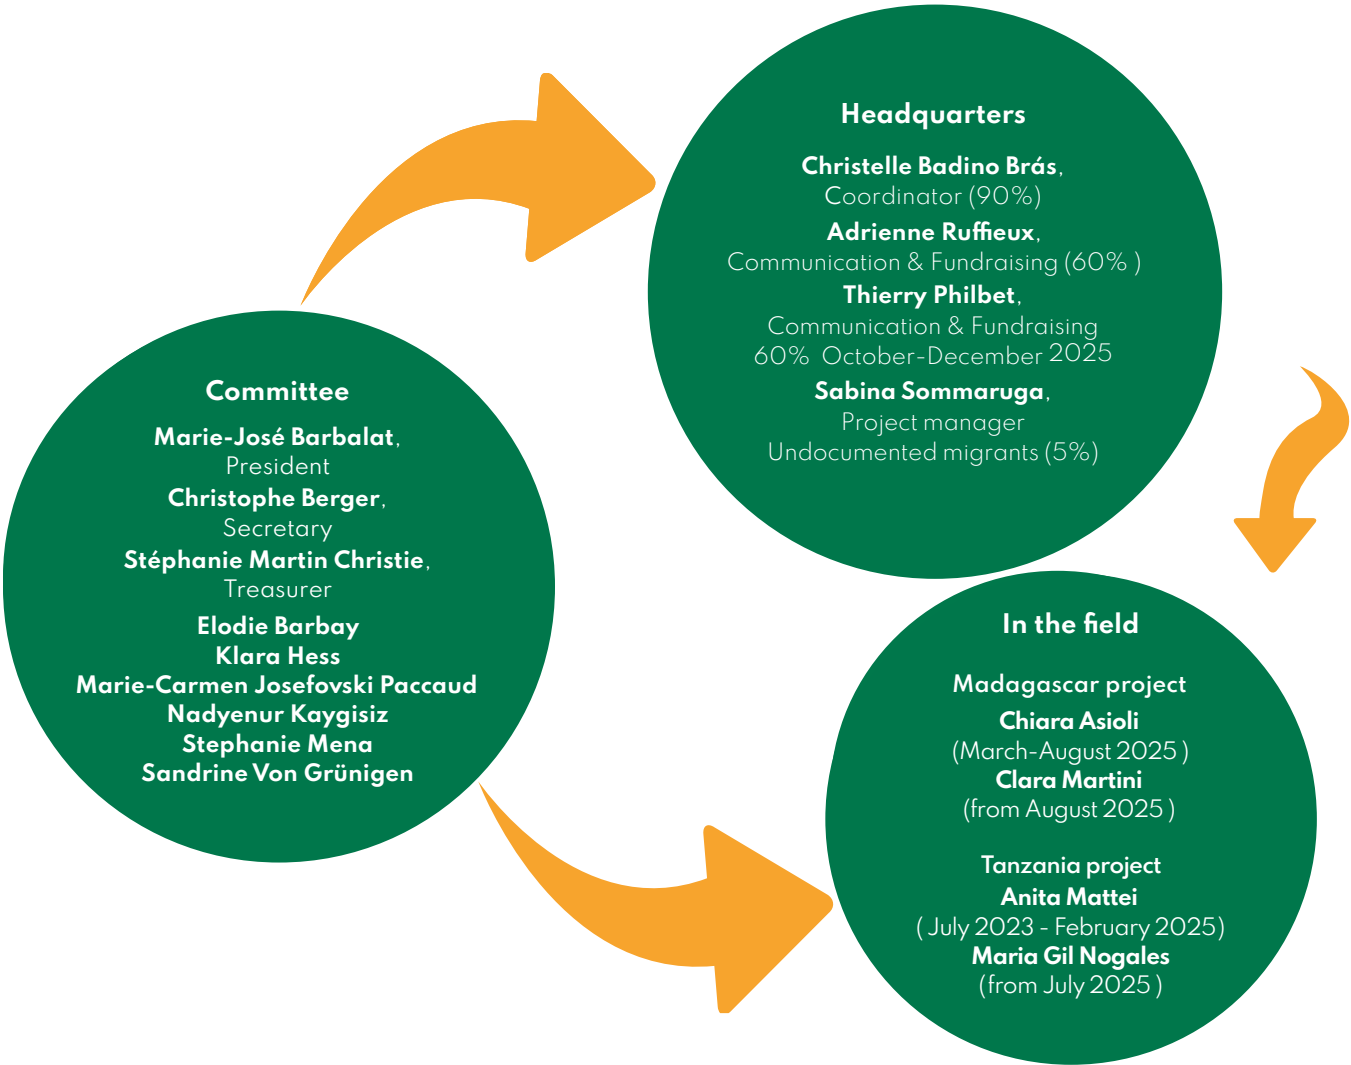 Headquarters
Christelle Badino Brás,
Coordinator (90%)
Adrienne Ruffieux,
Communication & Fundraising (60% )
Thierry Philbet,
Communication & Fundraising
60% October-December 2025
Sabina Sommaruga,
Project manager
Undocumented migrants (5%)
Committee
Marie-José Barbalat,
President
Christophe Berger,
Secretary
Stéphanie Martin Christie,
Treasurer
Elodie Barbay
Klara Hess
Marie-Carmen Josefovski Paccaud
Nadyenur Kaygisiz
Stephanie Mena
Sandrine Von Grünigen
In the field
Madagascar project
Chiara Asioli
(March-August 2025 )
Clara Martini
(from August 2025 )
Tanzania project
Anita Mattei
( July 2023 - February 2025)
Maria Gil Nogales
(from July 2025 )